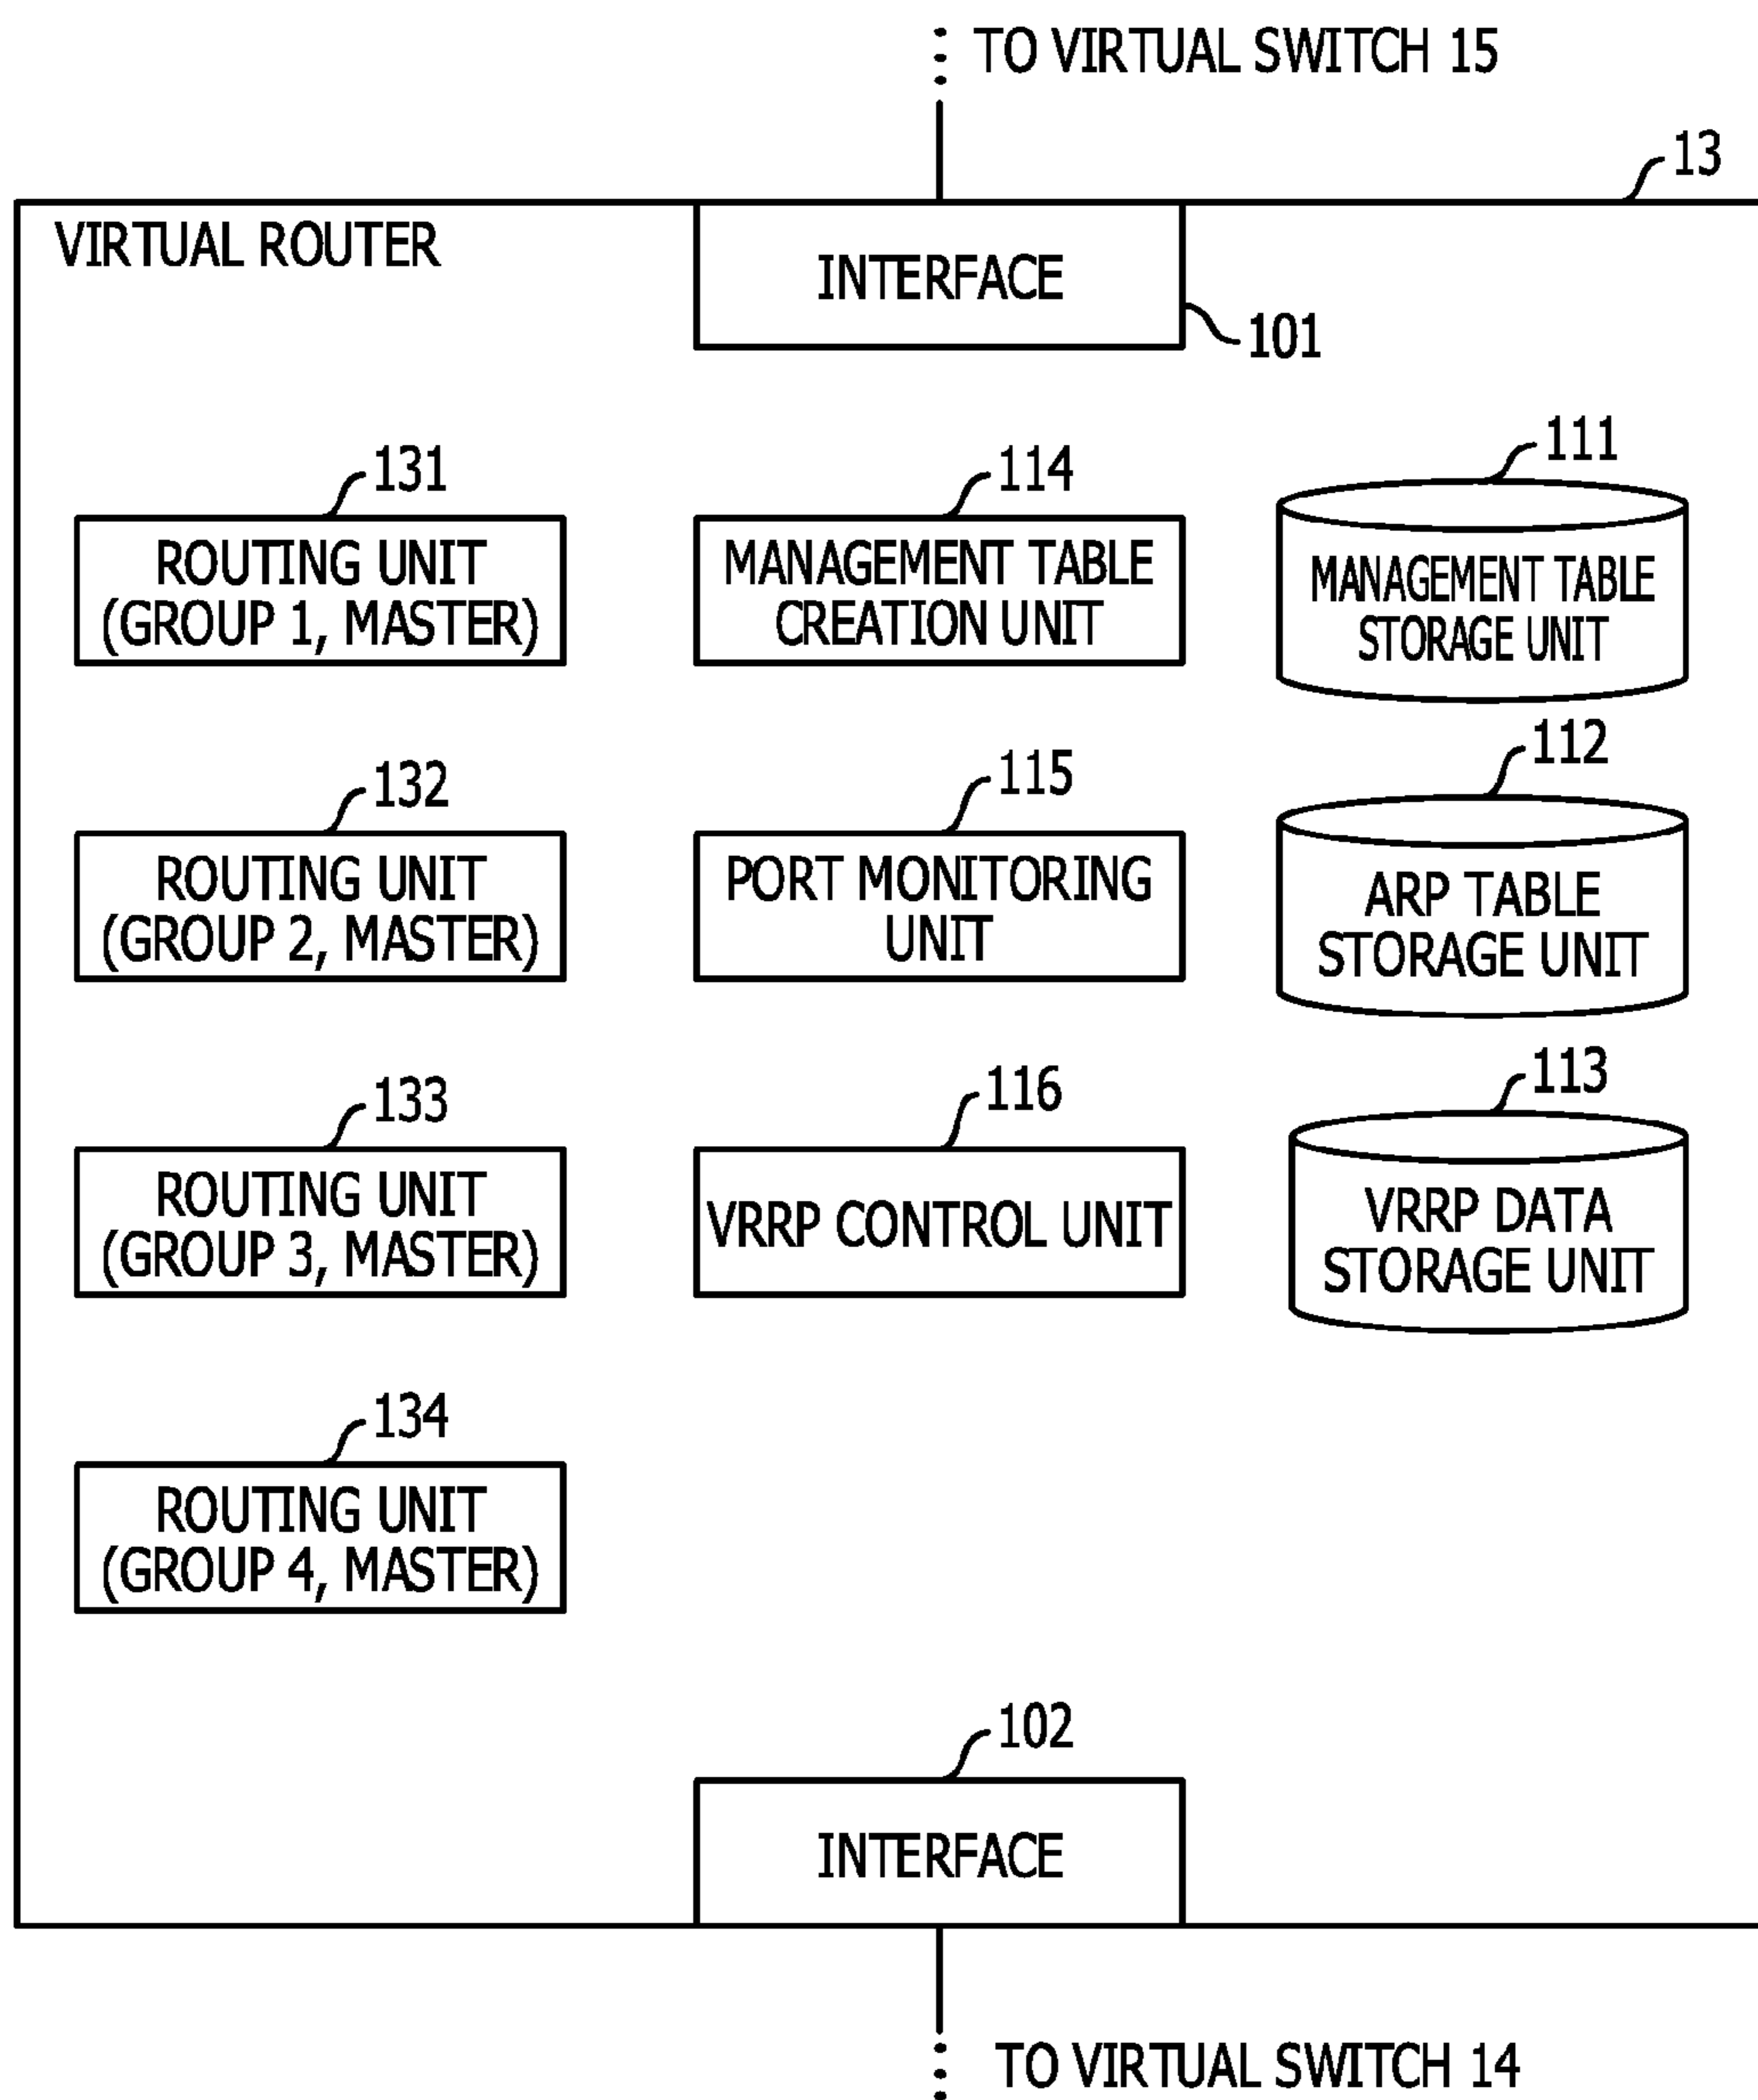 TO VIRTUAL SWITCH 15
13
VIRTUAL ROUTER
INTERFACE
101
131
ROUTING UNIT
(GROUP 1, MASTER)
114
MANAGEMENT TABLE
CREATION UNIT
111
MANAGEMENT TABLE
STORAGE UNIT
132
ROUTING UNIT
(GROUP 2, MASTER)
115
PORT MONITORING
UNIT
112
ARP TABLE
STORAGE UNIT
133
ROUTING UNIT
(GROUP 3, MASTER)
116
VRRP CONTROL UNIT
113
VRRP DATA
STORAGE UNIT
134
ROUTING UNIT
(GROUP 4, MASTER)
102
INTERFACE
TO VIRTUAL SWITCH 14